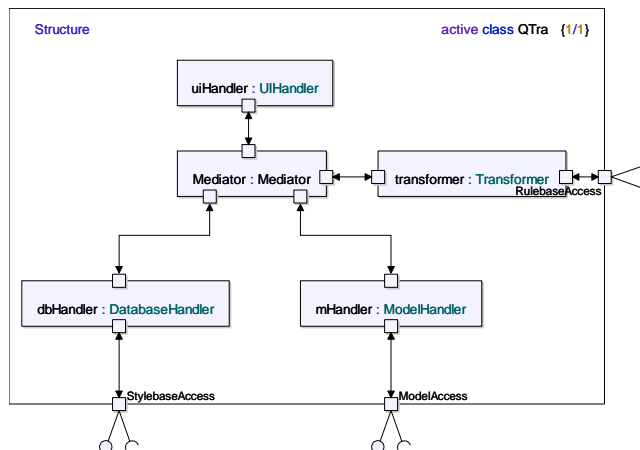 Structure
active class QTra {1/1}
uiHandler : UIHandler
Mediator : Mediator
transformer : Transformer
RulebaseAccess
dbHandler : DatabaseHandler
mHandler : ModelHandler
StylebaseAccess
ModelAccess